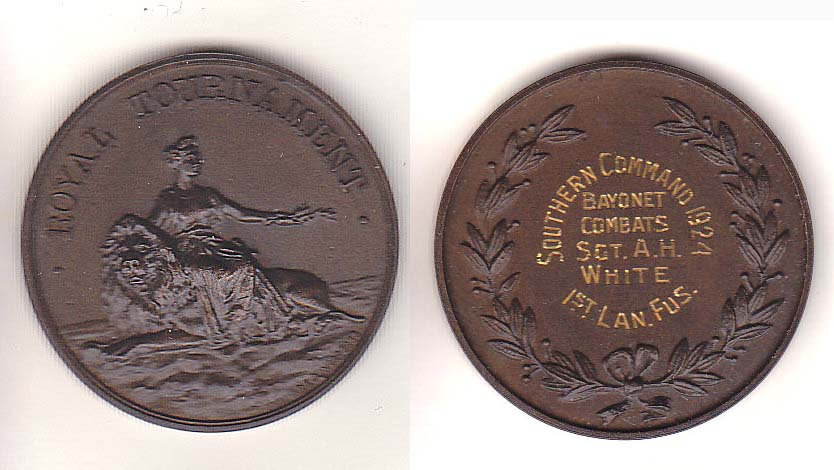 · ROYAL TOURNAMENT ·
SOUTHERN COMMAND 1924
BAYONET
COMBATS
SGT. A.H.
WHITE
1ST LAN. FUS.